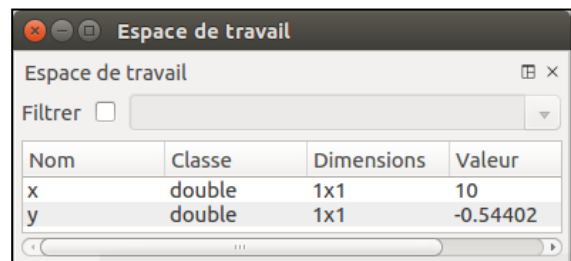 Espace de travail
Espace de travail
Filtrer
Nom Classe Dimensions Valeur
x double 1x1 10
y double 1x1 -0.54402